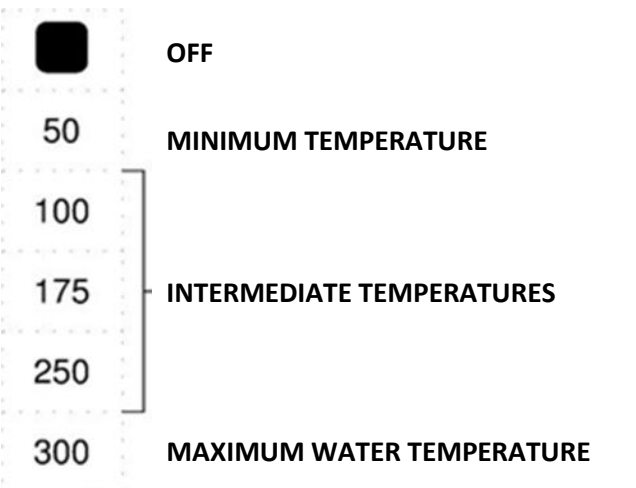 OFF
50 MINIMUM TEMPERATURE
100
175 INTERMEDIATE TEMPERATURES
250
300 MAXIMUM WATER TEMPERATURE